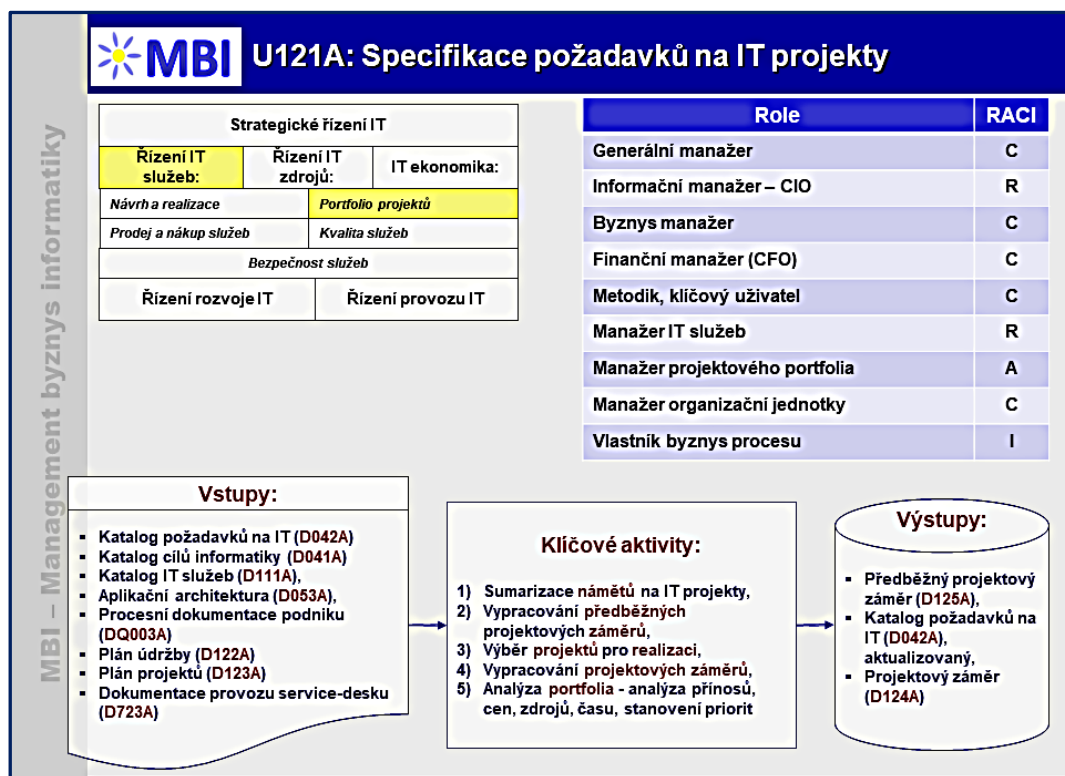 MBI
U121A: Specifikace požadavků na IT projekty
MBI – Management byznys informatiky
Strategické řízení IT
Řízení IT
služeb:
Řízení IT
zdrojů:
IT ekonomika:
Návrh a realizace
Portfolio projektů
Prodej a nákup služeb
Kvalita služeb
Bezpečnost služeb
Řízení rozvoje IT
Řízení provozu IT
Role RACI
Generální manažer C
Informační manažer – CIO R
Byznys manažer C
Finanční manažer (CFO) C
Metodik, klíčový uživatel C
Manažer IT služeb R
Manažer projektového portfolia A
Manažer organizační jednotky C
Vlastník byznys procesu I
Vstupy:
▪ Katalog požadavků na IT (D042A)
▪ Katalog cílů informatiky (D041A)
▪ Katalog IT služeb (D111A),
▪ Aplikační architektura (D053A),
▪ Procesní dokumentace podniku
(DQ003A)
▪ Plán údržby (D122A)
▪ Plán projektů (D123A)
▪ Dokumentace provozu service-desku
(D723A)
Klíčové aktivity:
1) Sumarizace námětů na IT projekty,
2) Vypracování předběžných
projektových záměrů,
3) Výběr projektů pro realizaci,
4) Vypracování projektových záměrů,
5) Analýza portfolia - analýza přínosů,
cen, zdrojů, času, stanovení priorit
Výstupy:
▪ Předběžný projektový
záměr (D125A),
▪ Katalog požadavků na
IT (D042A),
aktualizovaný,
▪ Projektový záměr
(D124A)